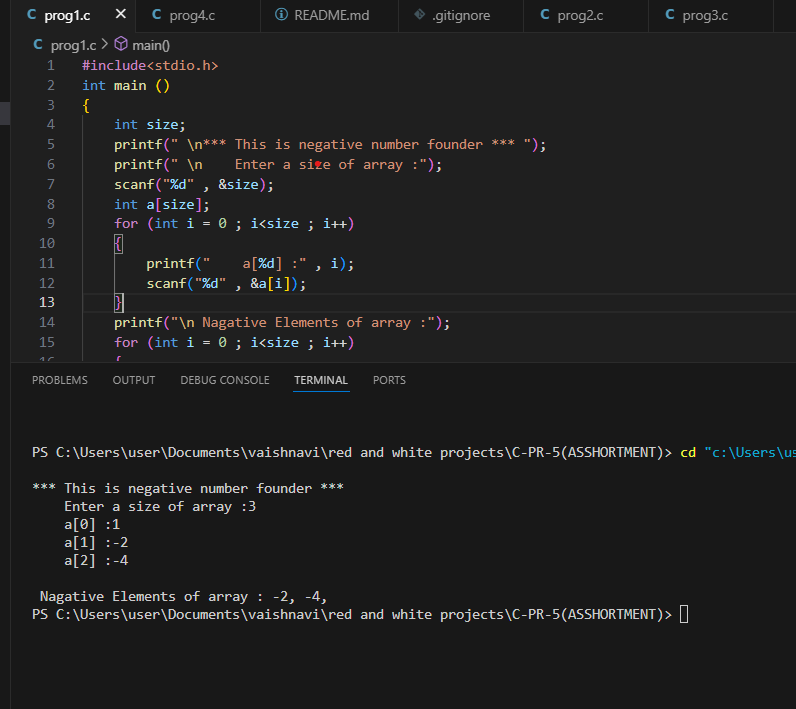 C prog1.c × C prog4.c README.md .gitignore C prog2.c C prog3.c
C prog1.c > main()
1 #include<stdio.h>
2 int main ()
3 {
4 int size;
5 printf(" \n*** This is negative number founder *** ");
6 printf(" \n    Enter a size of array :");
7 scanf("%d" , &size);
8 int a[size];
9 for (int i = 0 ; i<size ; i++)
10 {
11 printf("    a[%d] :" , i);
12 scanf("%d" , &a[i]);
13 }
14 printf("\n Nagative Elements of array :");
15 for (int i = 0 ; i<size ; i++)
16 {
PROBLEMS OUTPUT DEBUG CONSOLE TERMINAL PORTS
PS C:\Users\user\Documents\vaishnavi\red and white projects\C-PR-5(ASSHORTMENT)> cd "c:\Users\us
*** This is negative number founder ***
Enter a size of array :3
a[0] :1
a[1] :-2
a[2] :-4
Nagative Elements of array : -2, -4,
PS C:\Users\user\Documents\vaishnavi\red and white projects\C-PR-5(ASSHORTMENT)>